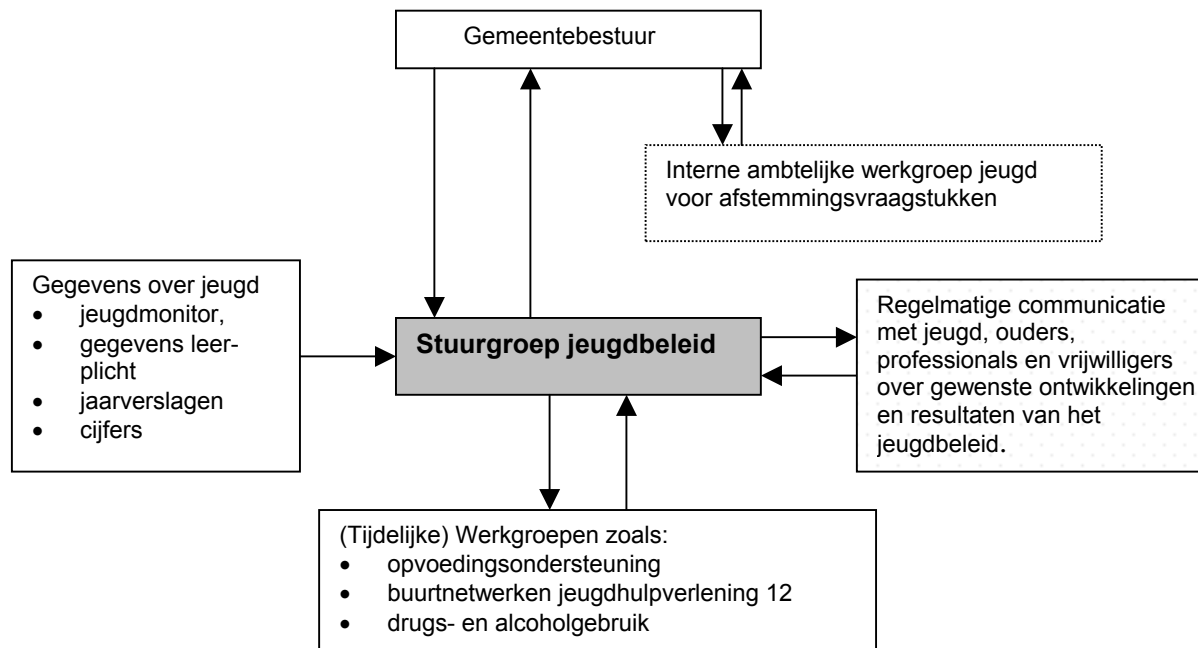 Gemeentebestuur
Interne ambtelijke werkgroep jeugd
voor afstemmingsvraagstukken
Gegevens over jeugd
• jeugdmonitor,
• gegevens leer-
plicht
• jaarverslagen
• cijfers
Stuurgroep jeugdbeleid
Regelmatige communicatie
met jeugd, ouders,
professionals en vrijwilligers
over gewenste ontwikkelingen
en resultaten van het
jeugdbeleid.
(Tijdelijke) Werkgroepen zoals:
• opvoedingsondersteuning
• buurtnetwerken jeugdhulpverlening 12
• drugs- en alcoholgebruik